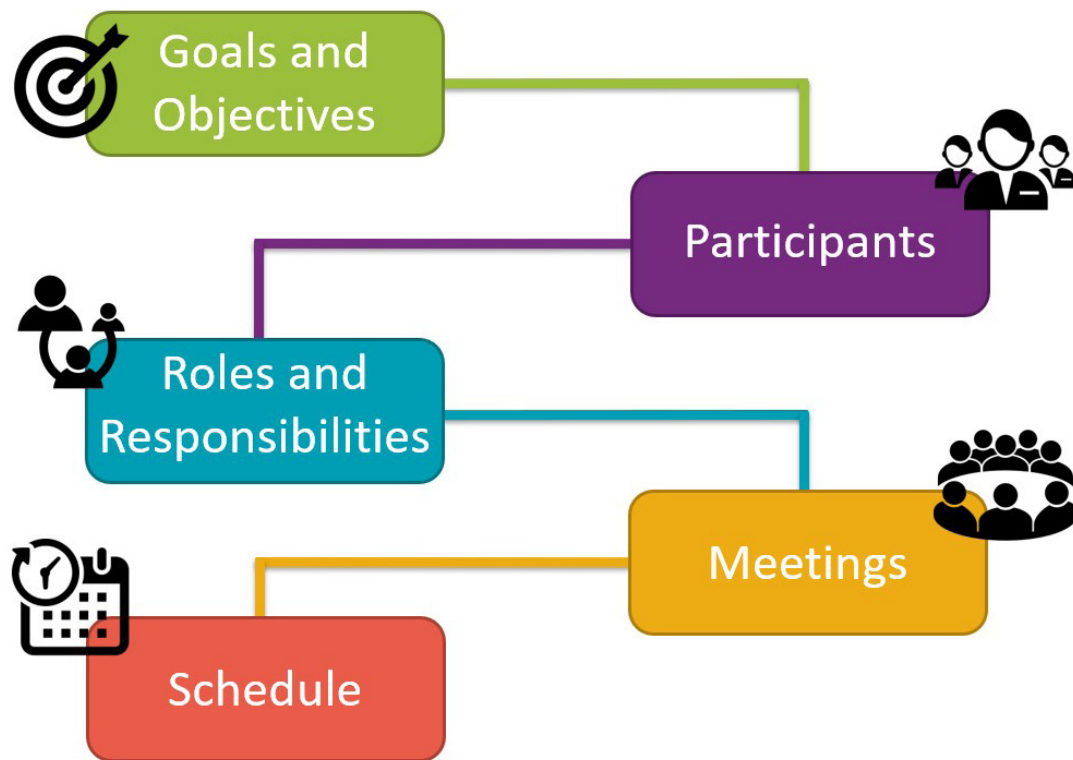 Goals and
Objectives
Participants
Roles and
Responsibilities
Meetings
Schedule